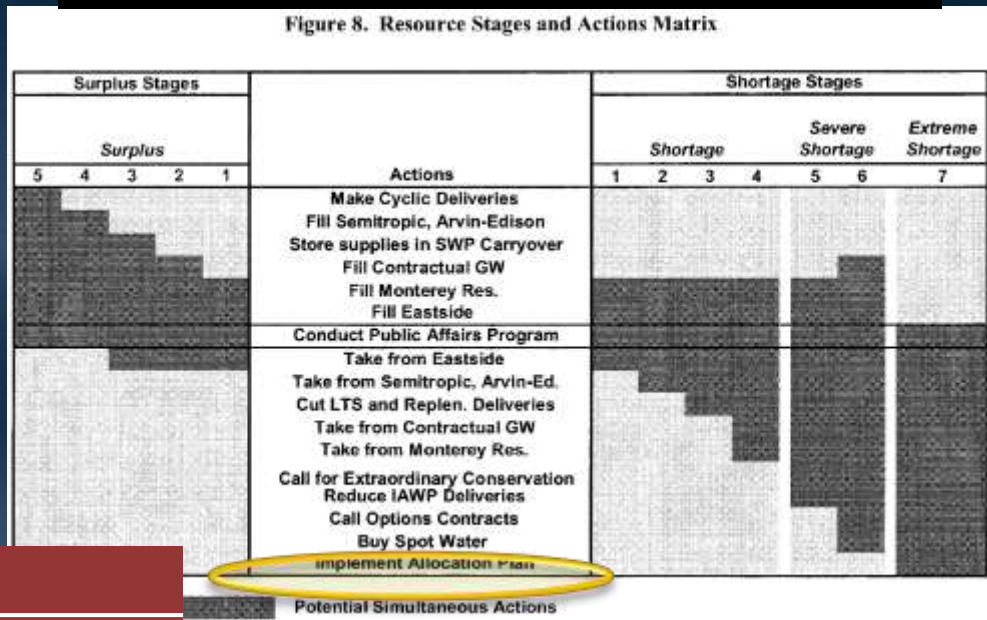 Figure 8. Resource Stages and Actions Matrix
Surplus Stages
Shortage Stages
Surplus
Shortage
Severe Shortage
Extreme Shortage
5 4 3 2 1
Actions
1 2 3 4 5 6 7
Make Cyclic Deliveries
Fill Semitropic, Arvin-Edison
Store supplies in SWP Carryover
Fill Contractual GW
Fill Monterey Res.
Fill Eastside
Conduct Public Affairs Program
Take from Eastside
Take from Semitropic, Arvin-Ed.
Cut LTS and Replen. Deliveries
Take from Contractual GW
Take from Monterey Res.
Call for Extraordinary Conservation
Reduce IAWP Deliveries
Call Options Contracts
Buy Spot Water
Implement Allocation Plan
Potential Simultaneous Actions